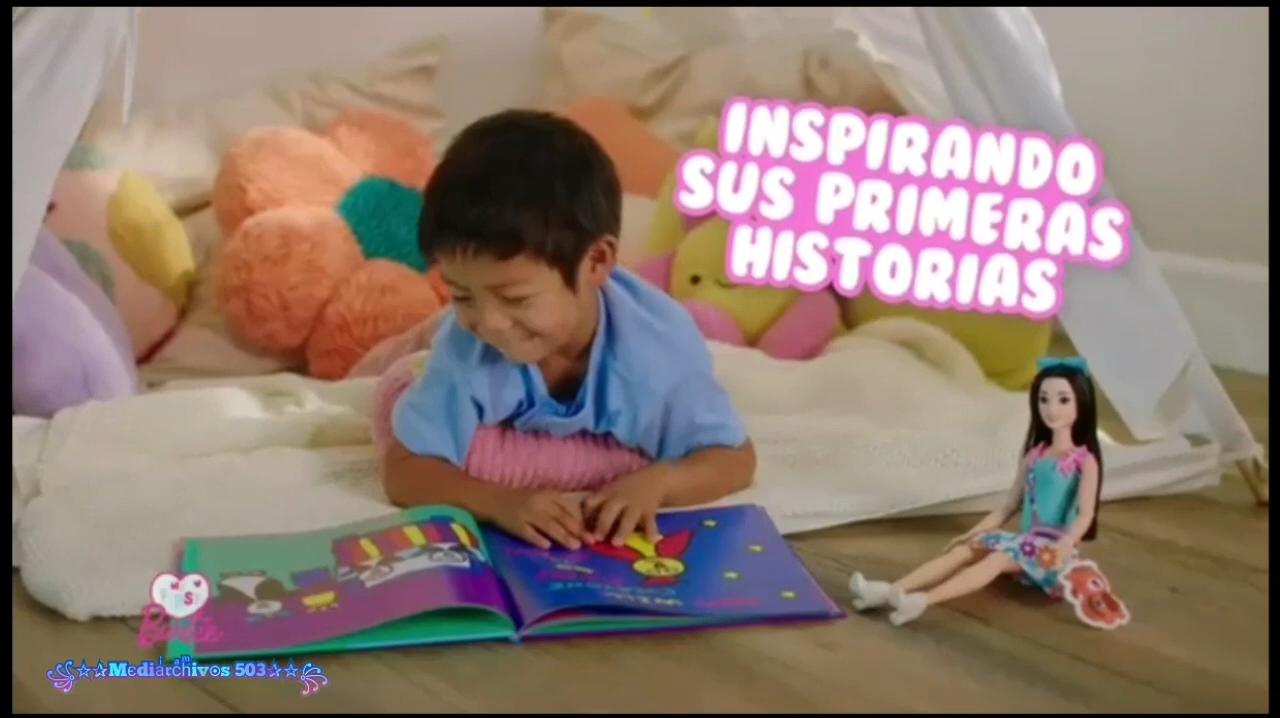 INSPIRANDO
SUS PRIMERAS
HISTORIAS
Barbie
☆☆Mediarchivos 503☆☆